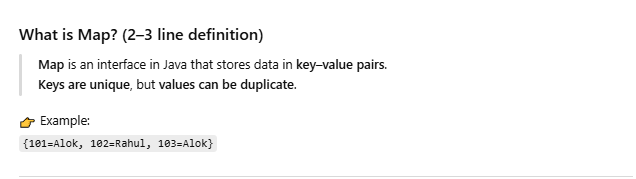 What is Map? (2–3 line definition)
Map is an interface in Java that stores data in key–value pairs.
Keys are unique, but values can be duplicate.
👉 Example:
{101=Alok, 102=Rahul, 103=Alok}